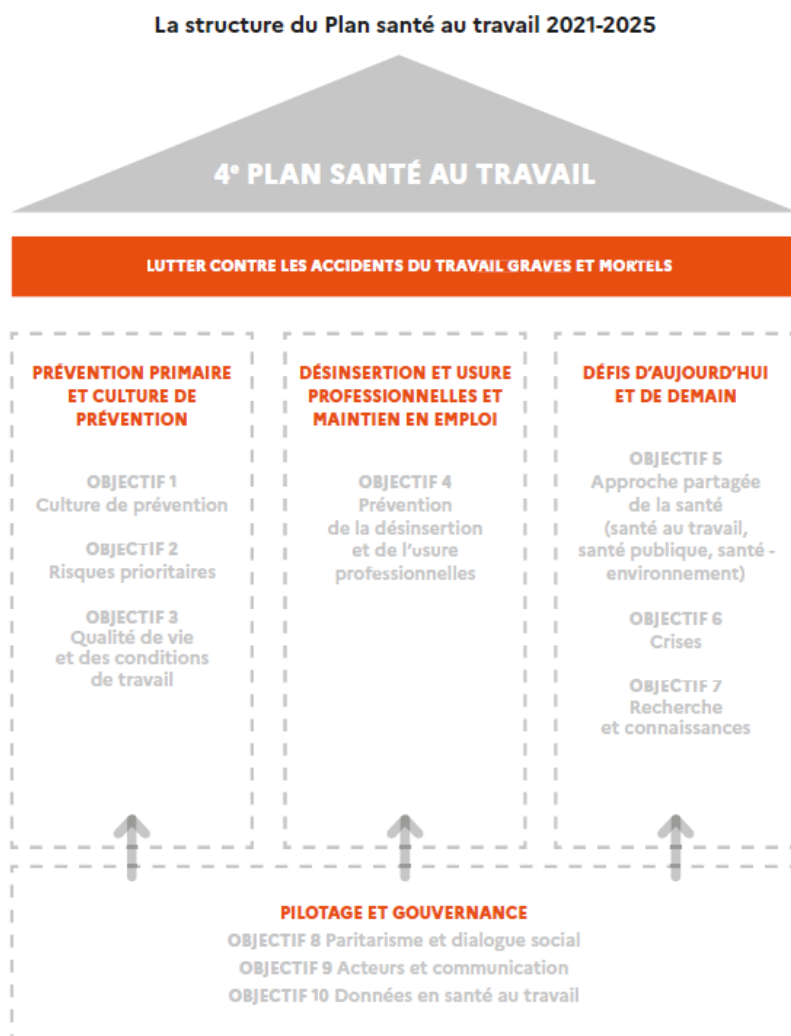 La structure du Plan santé au travail 2021-2025
4e PLAN SANTÉ AU TRAVAIL
LUTTER CONTRE LES ACCIDENTS DU TRAVAIL GRAVES ET MORTELS
PRÉVENTION PRIMAIRE
ET CULTURE DE
PRÉVENTION
OBJECTIF 1
Culture de prévention
OBJECTIF 2
Risques prioritaires
OBJECTIF 3
Qualité de vie
et des conditions
de travail
DÉSINSERTION ET USURE
PROFESSIONNELLES ET
MAINTIEN EN EMPLOI
OBJECTIF 4
Prévention
de la désinsertion
et de l'usure
professionnelles
DÉFIS D'AUJOURD'HUI
ET DE DEMAIN
OBJECTIF 5
Approche partagée
de la santé
(santé au travail,
santé publique, santé -
environnement)
OBJECTIF 6
Crises
OBJECTIF 7
Recherche
et connaissances
PILOTAGE ET GOUVERNANCE
OBJECTIF 8 Paritarisme et dialogue social
OBJECTIF 9 Acteurs et communication
OBJECTIF 10 Données en santé au travail